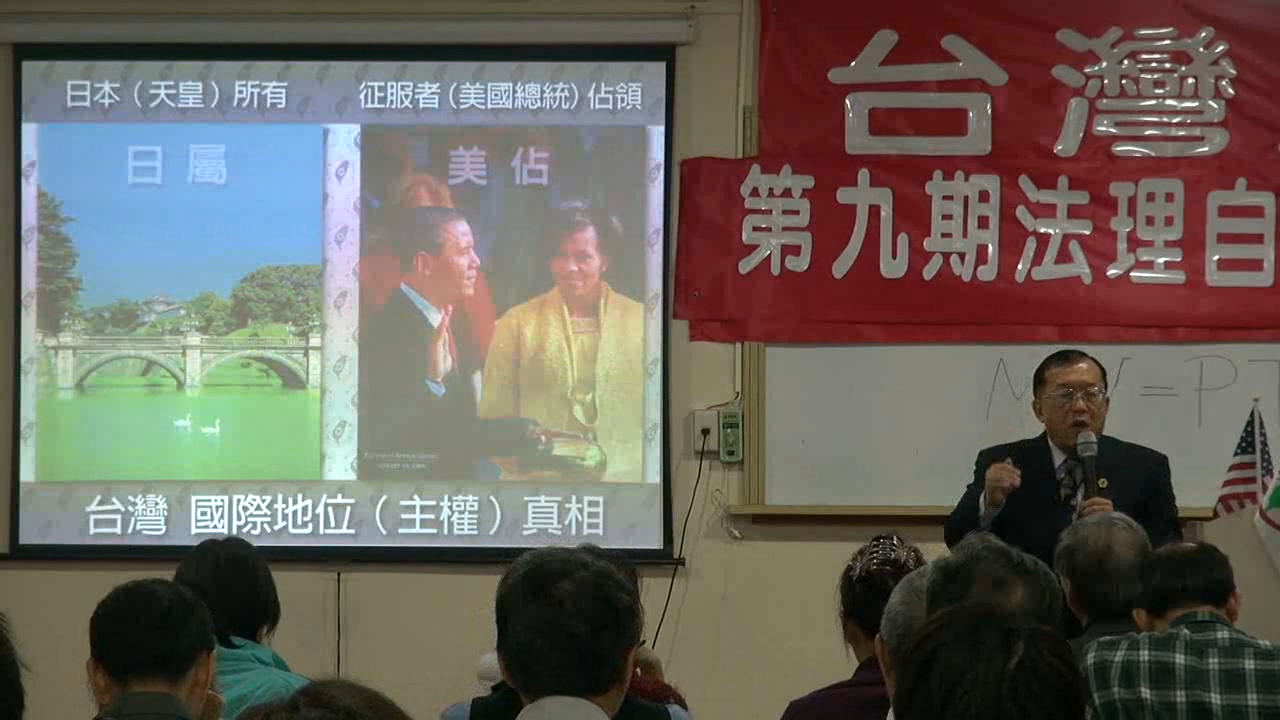 日本（天皇）所有
征服者（美國總統）佔領
日屬
美佔
台灣 國際地位（主權）真相
台灣
第九期法理自